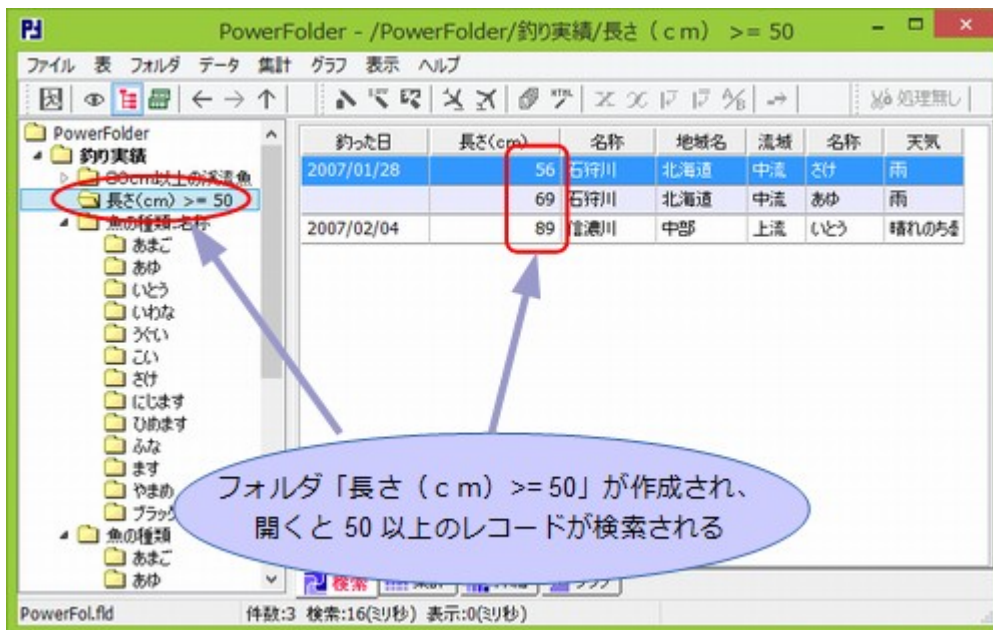 PowerFolder - /PowerFolder/釣り実績/長さ（ｃｍ） >= 50
ファイル 表 フォルダ データ 集計 グラフ 表示 ヘルプ
処理無し
PowerFolder
釣り実績
長さ(cm) >= 50
魚の種類:名称
あまご
あゆ
いとう
いわな
うぐい
こい
さけ
にじます
ひめます
ふな
ます
やまめ
魚の種類
あまご
あゆ
釣った日 長さ(cm) 名称 地域名 流域 名称 天気
2007/01/28 56 石狩川 北海道 中流 さけ 雨
69 石狩川 北海道 中流 あゆ 雨
2007/02/04 89 信濃川 中部 上流 いとう
フォルダ「長さ（ｃｍ）>= 50」が作成され、
開くと 50 以上のレコードが検索される
検索
PowerFol.fld 件数:3 検索:16(ミリ秒) 表示:0(ミリ秒)